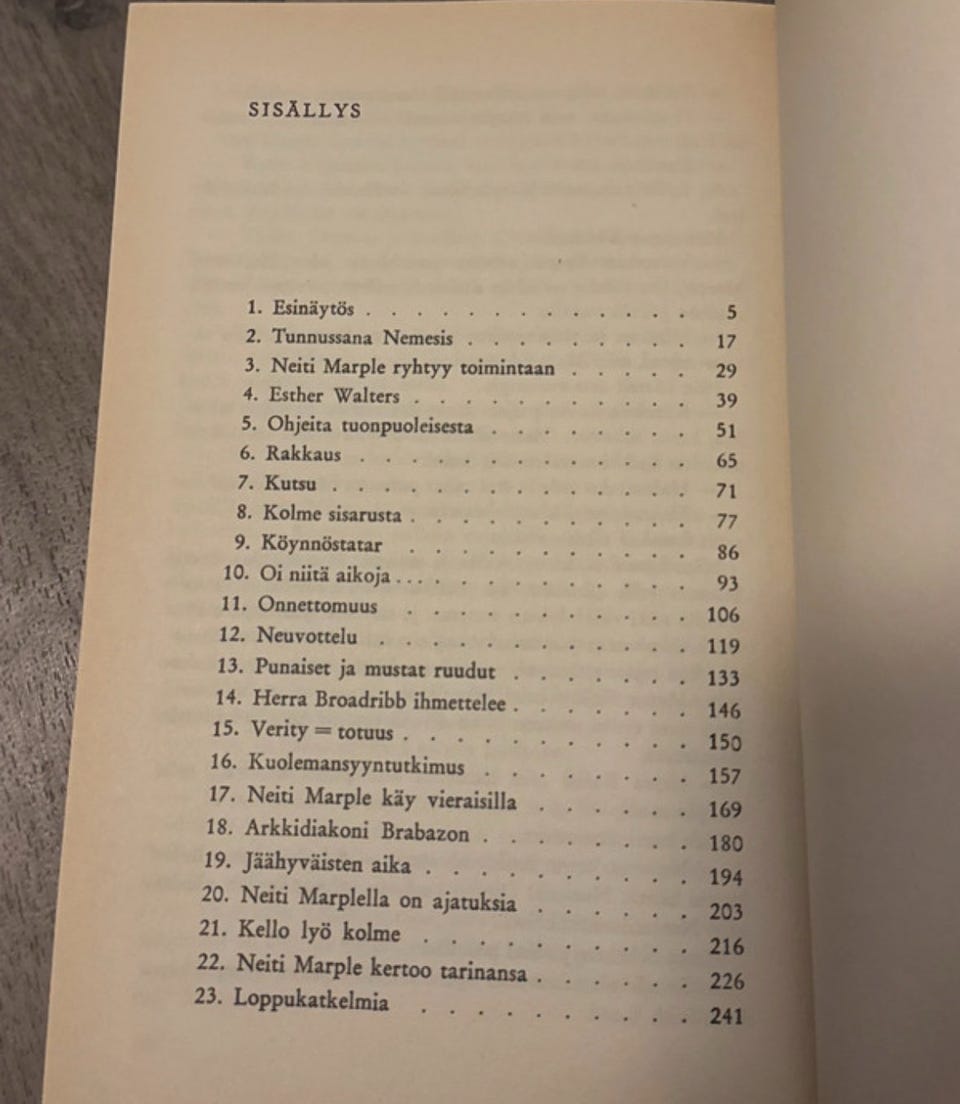 SISÄLLYS
1. Esinäytös . . . . . . . . . . . . . 5
2. Tunnussana Nemesis . . . . . . . . . 17
3. Neiti Marple ryhtyy toimintaan . . . . . 29
4. Esther Walters . . . . . . . . . . . 39
5. Ohjeita tuonpuoleisesta . . . . . . . . 51
6. Rakkaus . . . . . . . . . . . . . 65
7. Kutsu . . . . . . . . . . . . . . 71
8. Kolme sisarusta . . . . . . . . . . . 77
9. Köynnöstatar . . . . . . . . . . . 86
10. Oi niitä aikoja . . . . . . . . . . . . 93
11. Onnettomuus . . . . . . . . . . . 106
12. Neuvottelu . . . . . . . . . . . . 119
13. Punaiset ja mustat ruudut . . . . . . . 133
14. Herra Broadribb ihmettelee . . . . . . . 146
15. Verity = totuus . . . . . . . . . . . 150
16. Kuolemansyyntutkimus . . . . . . . . 157
17. Neiti Marple käy vieraisilla . . . . . . 169
18. Arkkidiakoni Brabazon . . . . . . . . 180
19. Jäähyväisten aika . . . . . . . . . . 194
20. Neiti Marplella on ajatuksia . . . . . . 203
21. Kello lyö kolme . . . . . . . . . . 216
22. Neiti Marple kertoo tarinansa . . . . . . 226
23. Loppukatkelmia . . . . . . . . . . 241